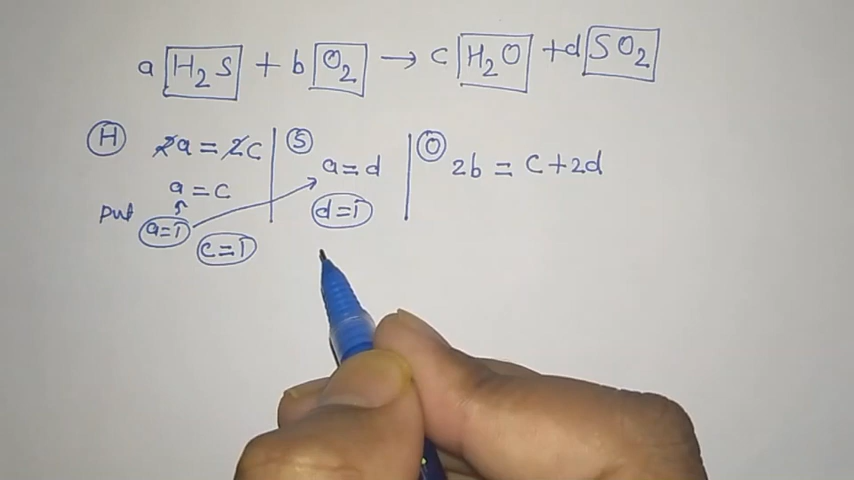 a H₂S + b O₂ → c H₂O + d SO₂
H 2a = 2c
a = c
put a=1
c=1
S
a=d
d=1
O 2b = c+2d